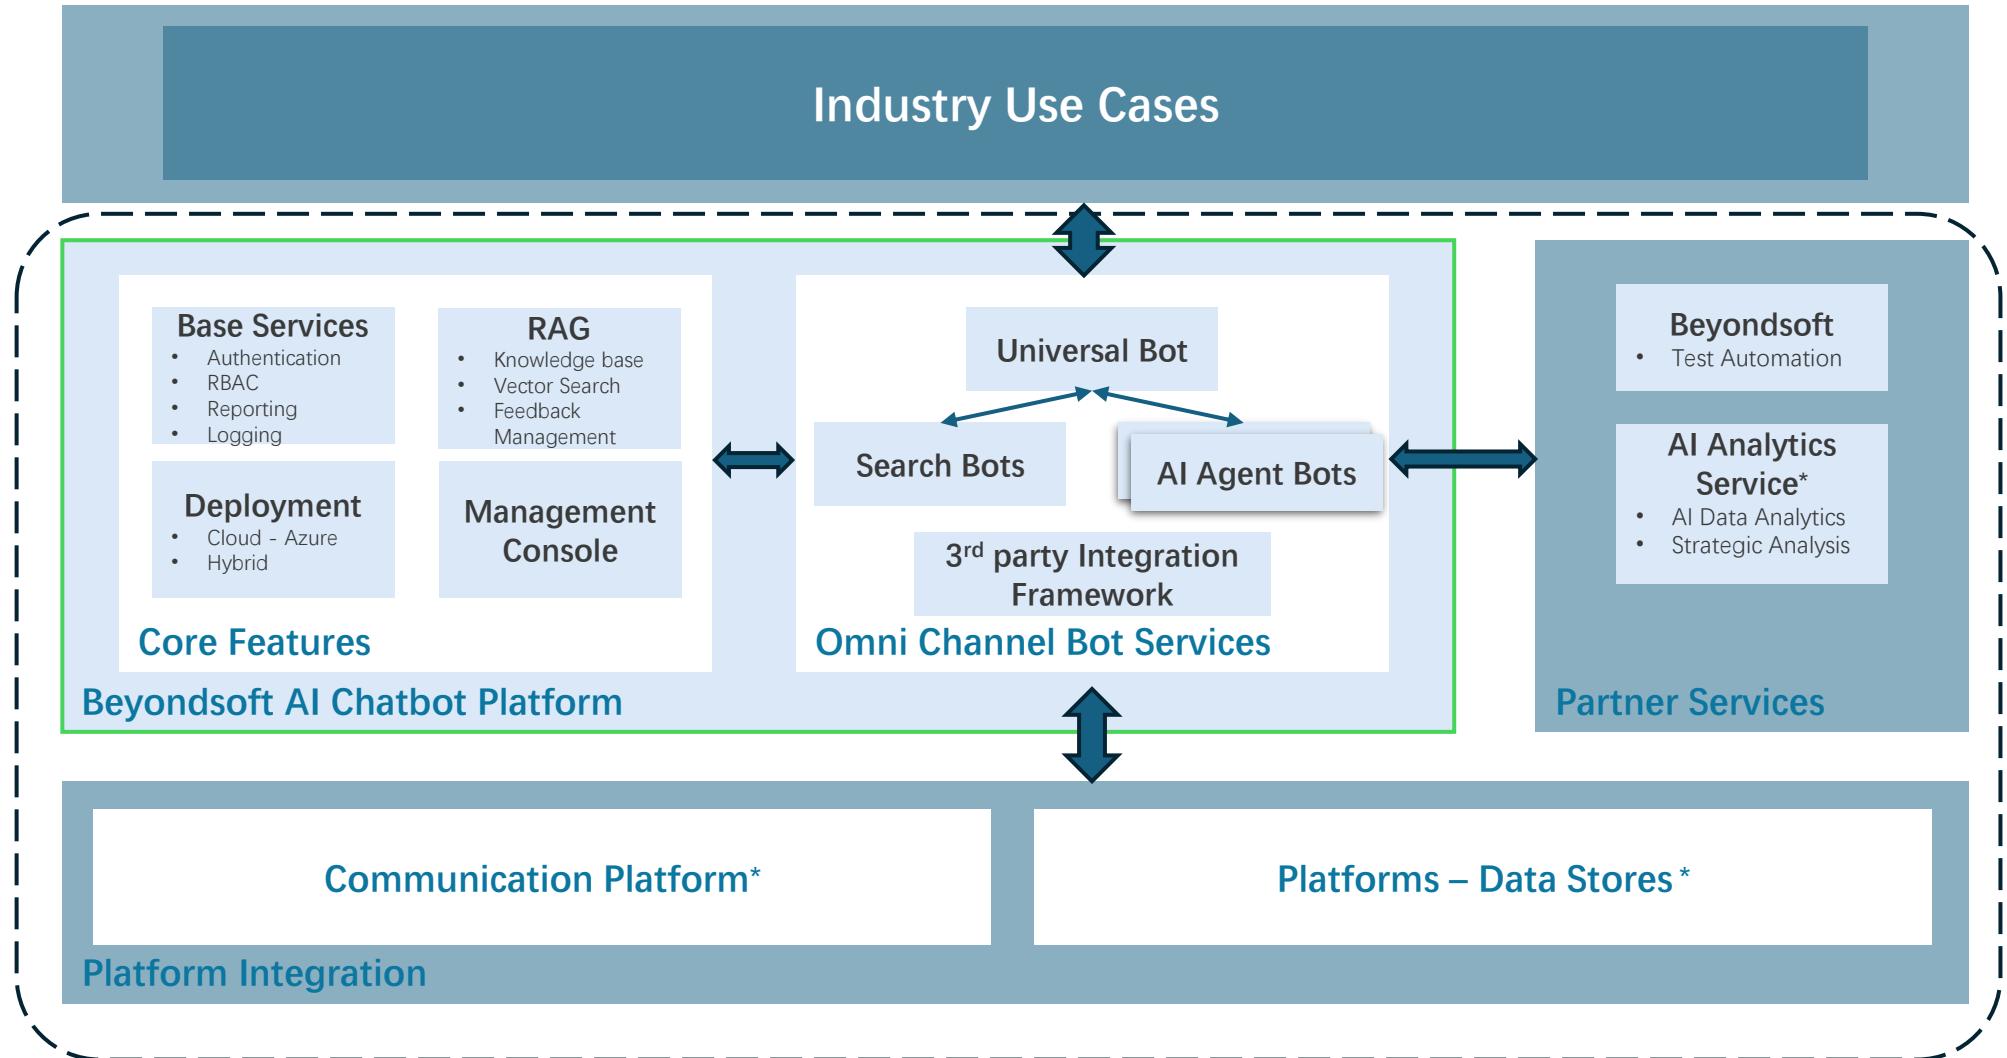 Industry Use Cases
Base Services
• Authentication
• RBAC
• Reporting
• Logging
RAG
• Knowledge base
• Vector Search
• Feedback
Management
Deployment
• Cloud - Azure
• Hybrid
Management
Console
Core Features
Universal Bot
Search Bots
AI Agent Bots
3rd party Integration
Framework
Omni Channel Bot Services
Beyondsoft AI Chatbot Platform
Beyondsoft
• Test Automation
AI Analytics
Service*
• AI Data Analytics
• Strategic Analysis
Partner Services
Communication Platform*
Platforms – Data Stores *
Platform Integration